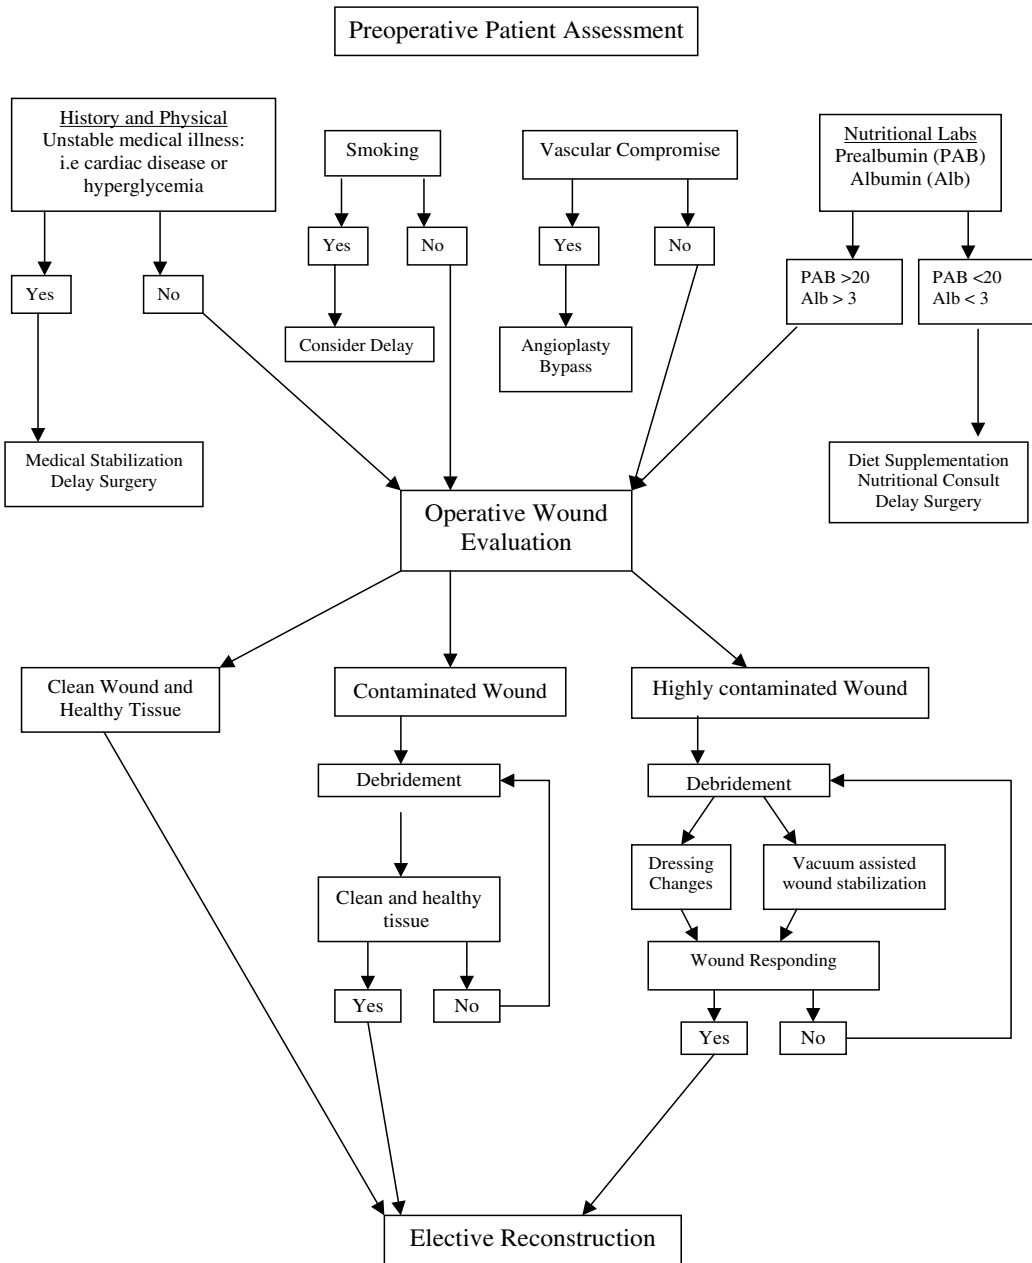 Preoperative Patient Assessment
History and Physical
Unstable medical illness:
i.e cardiac disease or
hyperglycemia
Smoking
Vascular Compromise
Nutritional Labs
Prealbumin (PAB)
Albumin (Alb)
Yes
No
Yes
No
Yes
No
PAB >20
Alb > 3
PAB <20
Alb < 3
Consider Delay
Angioplasty
Bypass
Medical Stabilization
Delay Surgery
Diet Supplementation
Nutritional Consult
Delay Surgery
Operative Wound
Evaluation
Clean Wound and
Healthy Tissue
Contaminated Wound
Highly contaminated Wound
Debridement
Debridement
Dressing
Changes
Vacuum assisted
wound stabilization
Clean and healthy
tissue
Wound Responding
Yes
No
Yes
No
Elective Reconstruction